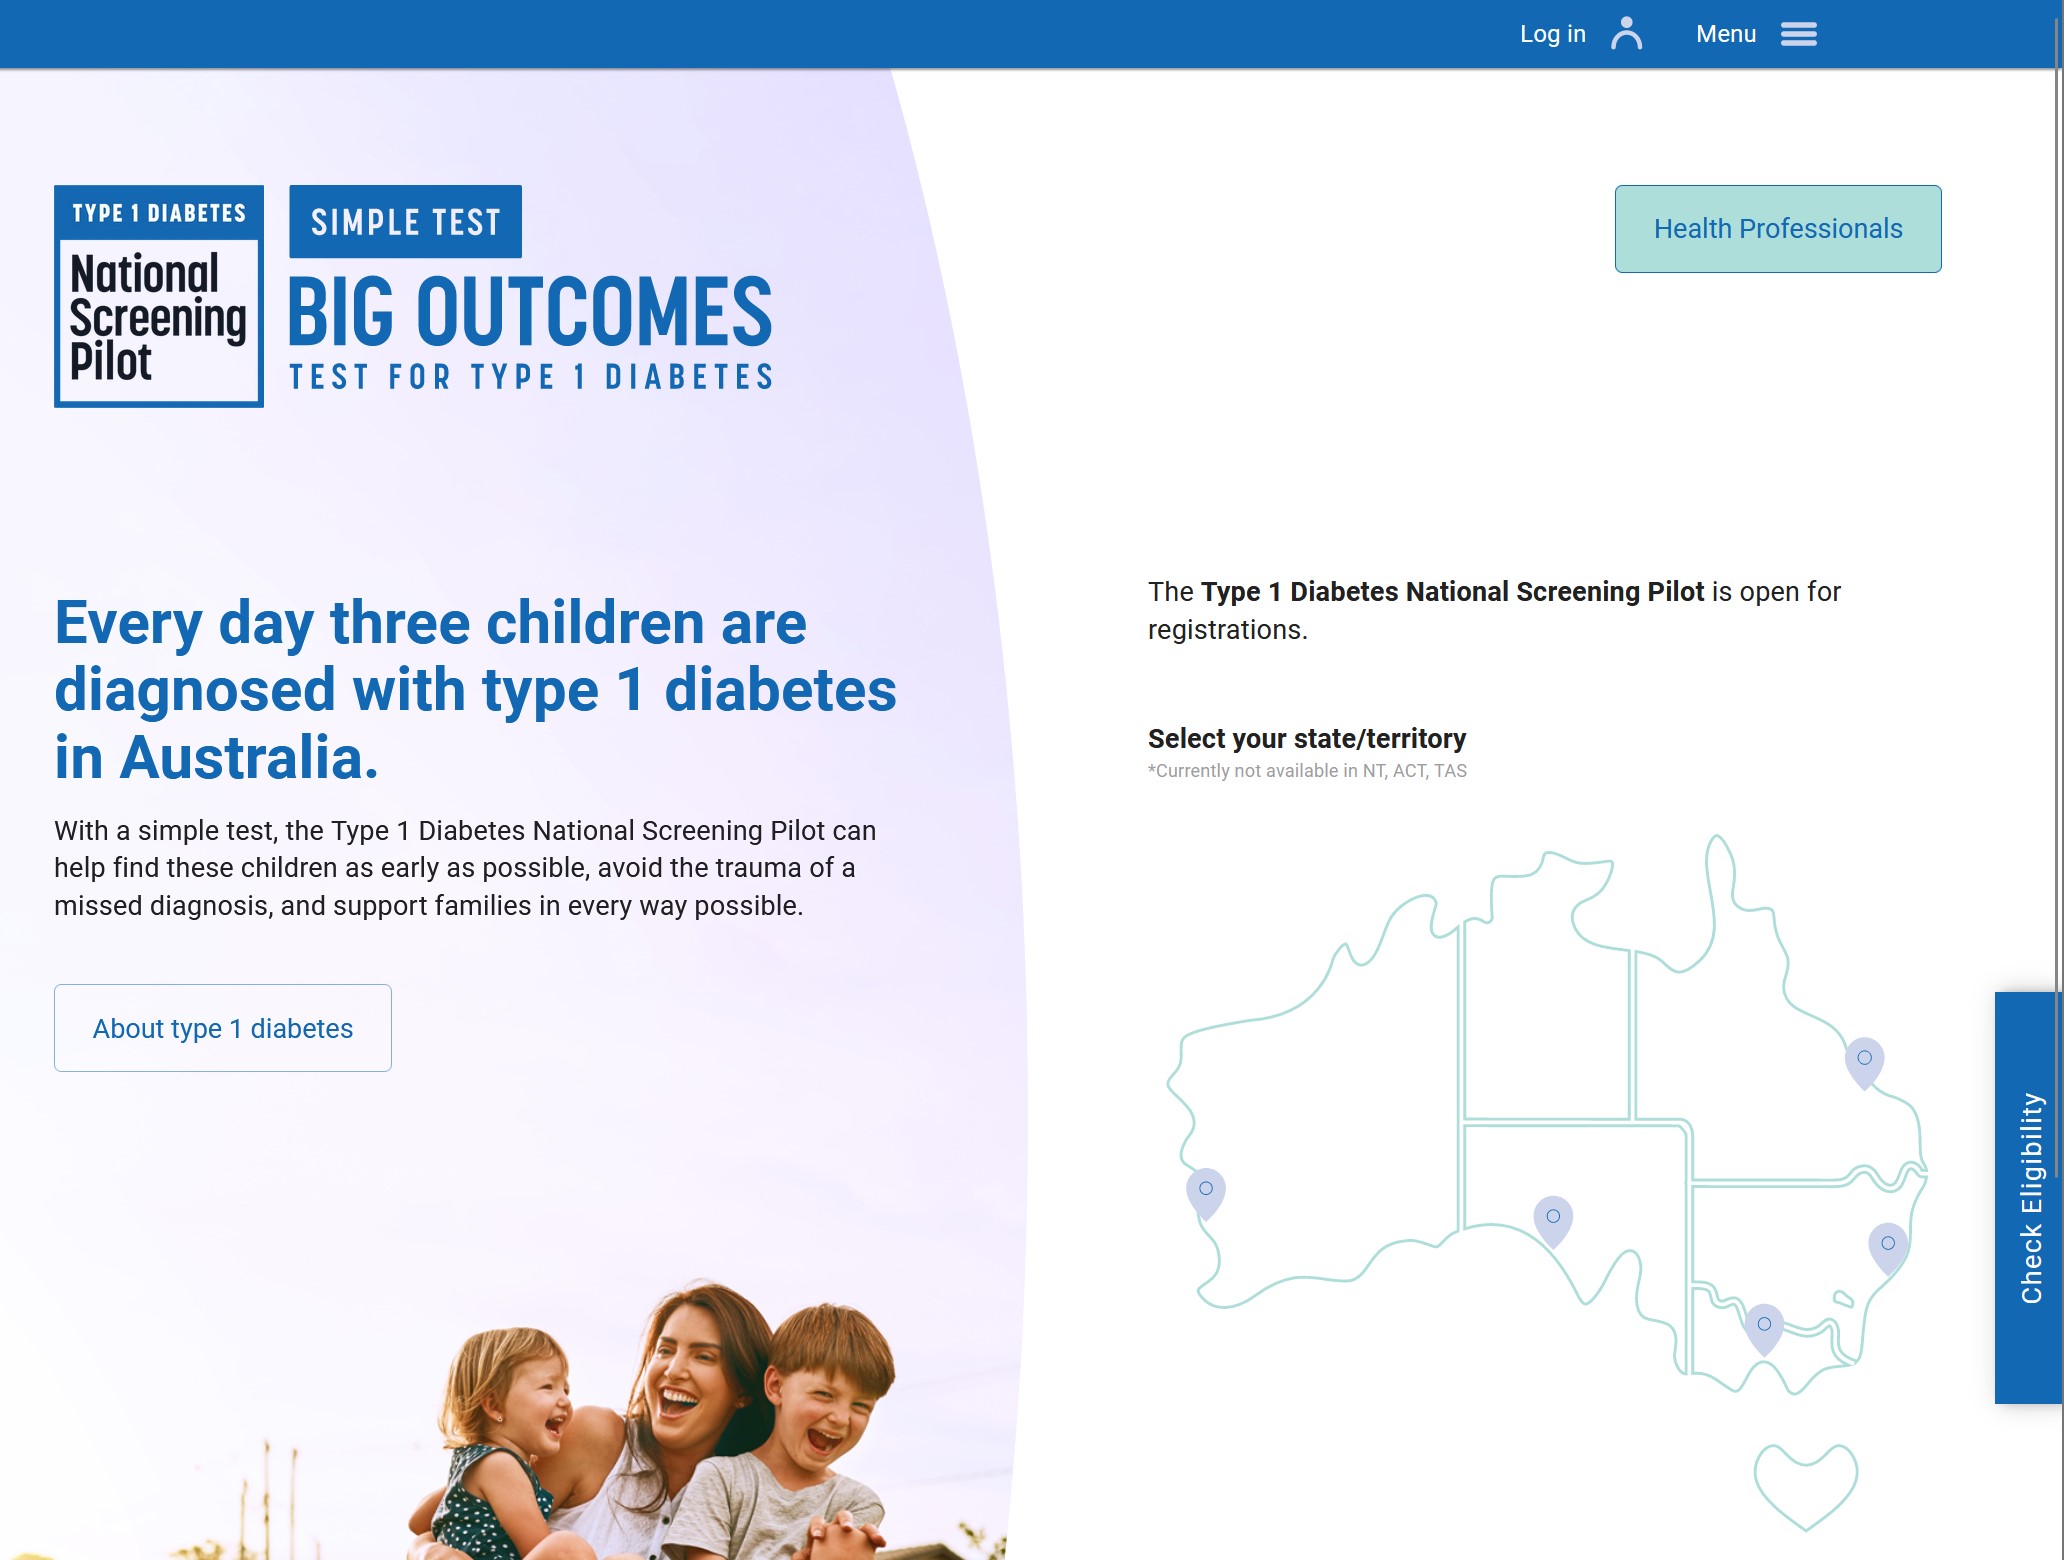 Log in
Menu
TYPE 1 DIABETES
National
Screening
Pilot
SIMPLE TEST
BIG OUTCOMES
TEST FOR TYPE 1 DIABETES
Health Professionals
Every day three children are
diagnosed with type 1 diabetes
in Australia.
With a simple test, the Type 1 Diabetes National Screening Pilot can
help find these children as early as possible, avoid the trauma of a
missed diagnosis, and support families in every way possible.
About type 1 diabetes
The Type 1 Diabetes National Screening Pilot is open for
registrations.
Select your state/territory
*Currently not available in NT, ACT, TAS
Check Eligibility